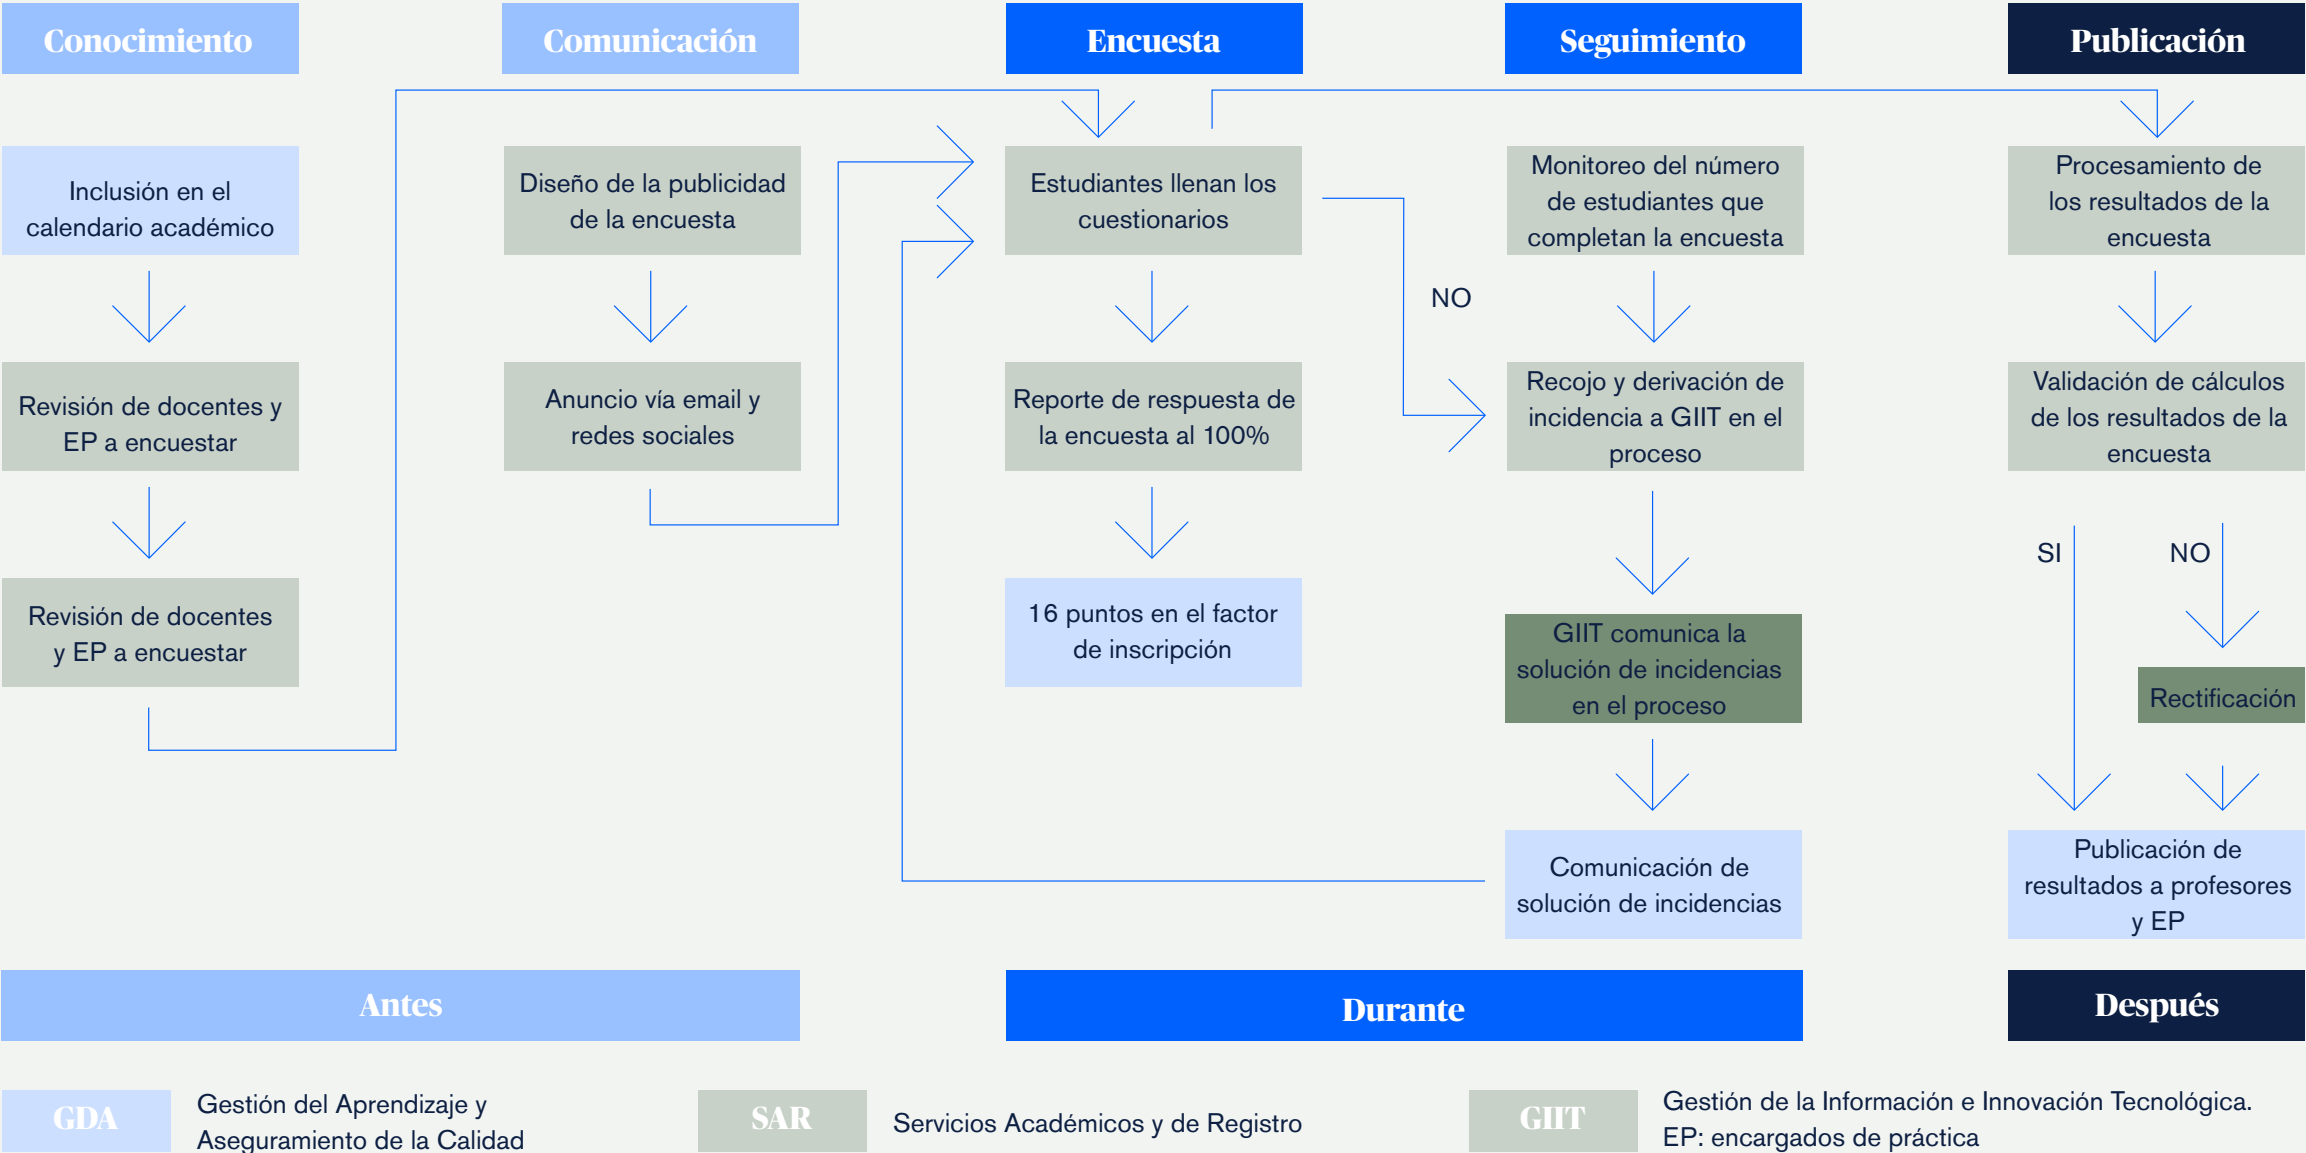 Conocimiento
Inclusión en el
calendario académico
Revisión de docentes y
EP a encuestar
Revisión de docentes
y EP a encuestar
Comunicación
Diseño de la publicidad
de la encuesta
Anuncio vía email y
redes sociales
Encuesta
Estudiantes llenan los
cuestionarios
Reporte de respuesta de
la encuesta al 100%
16 puntos en el factor
de inscripción
NO
Seguimiento
Monitoreo del número
de estudiantes que
completan la encuesta
Recojo y derivación de
incidencia a GIIT en el
proceso
GIIT comunica la
solución de incidencias
en el proceso
Comunicación de
solución de incidencias
Publicación
Procesamiento de
los resultados de la
encuesta
Validación de cálculos
de los resultados de la
encuesta
SI
NO
Rectificación
Publicación de
resultados a profesores
y EP
Antes
Durante
Después
GDA
Gestión del Aprendizaje y
Aseguramiento de la Calidad
SAR
Servicios Académicos y de Registro
GIIT
Gestión de la Información e Innovación Tecnológica.
EP: encargados de práctica